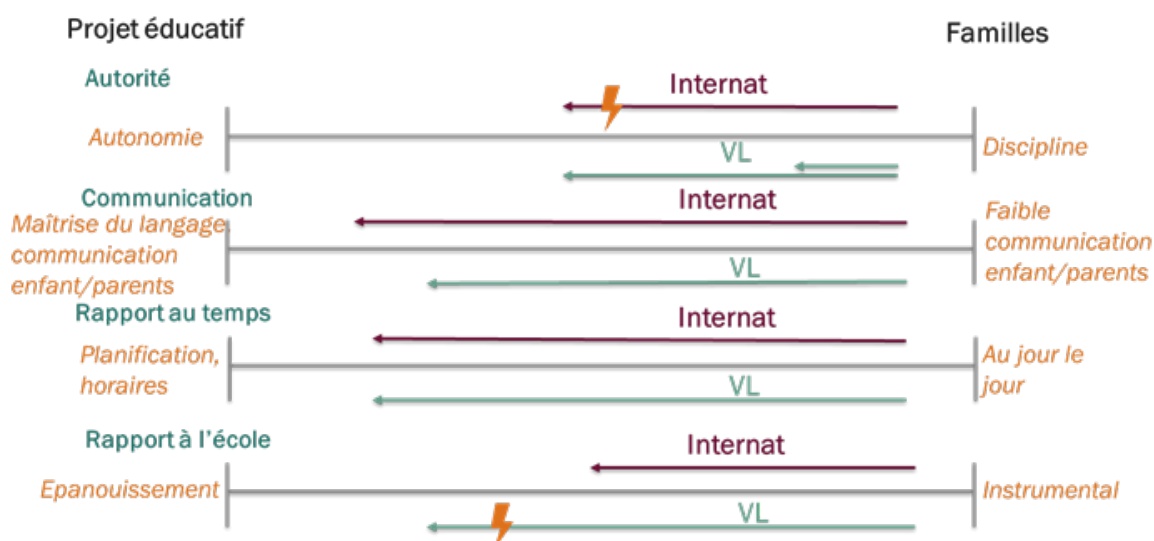 Projet éducatif
Familles
Autorité
Internat
Autonomie
VL
Discipline
Communication
Internat
Maîtrise du langage,
communication
enfant/parents
Faible
communication
enfant/parents
VL
Rapport au temps
Internat
Planification,
horaires
Au jour le
jour
VL
Rapport à l'école
Internat
Epanouissement
Instrumental
VL